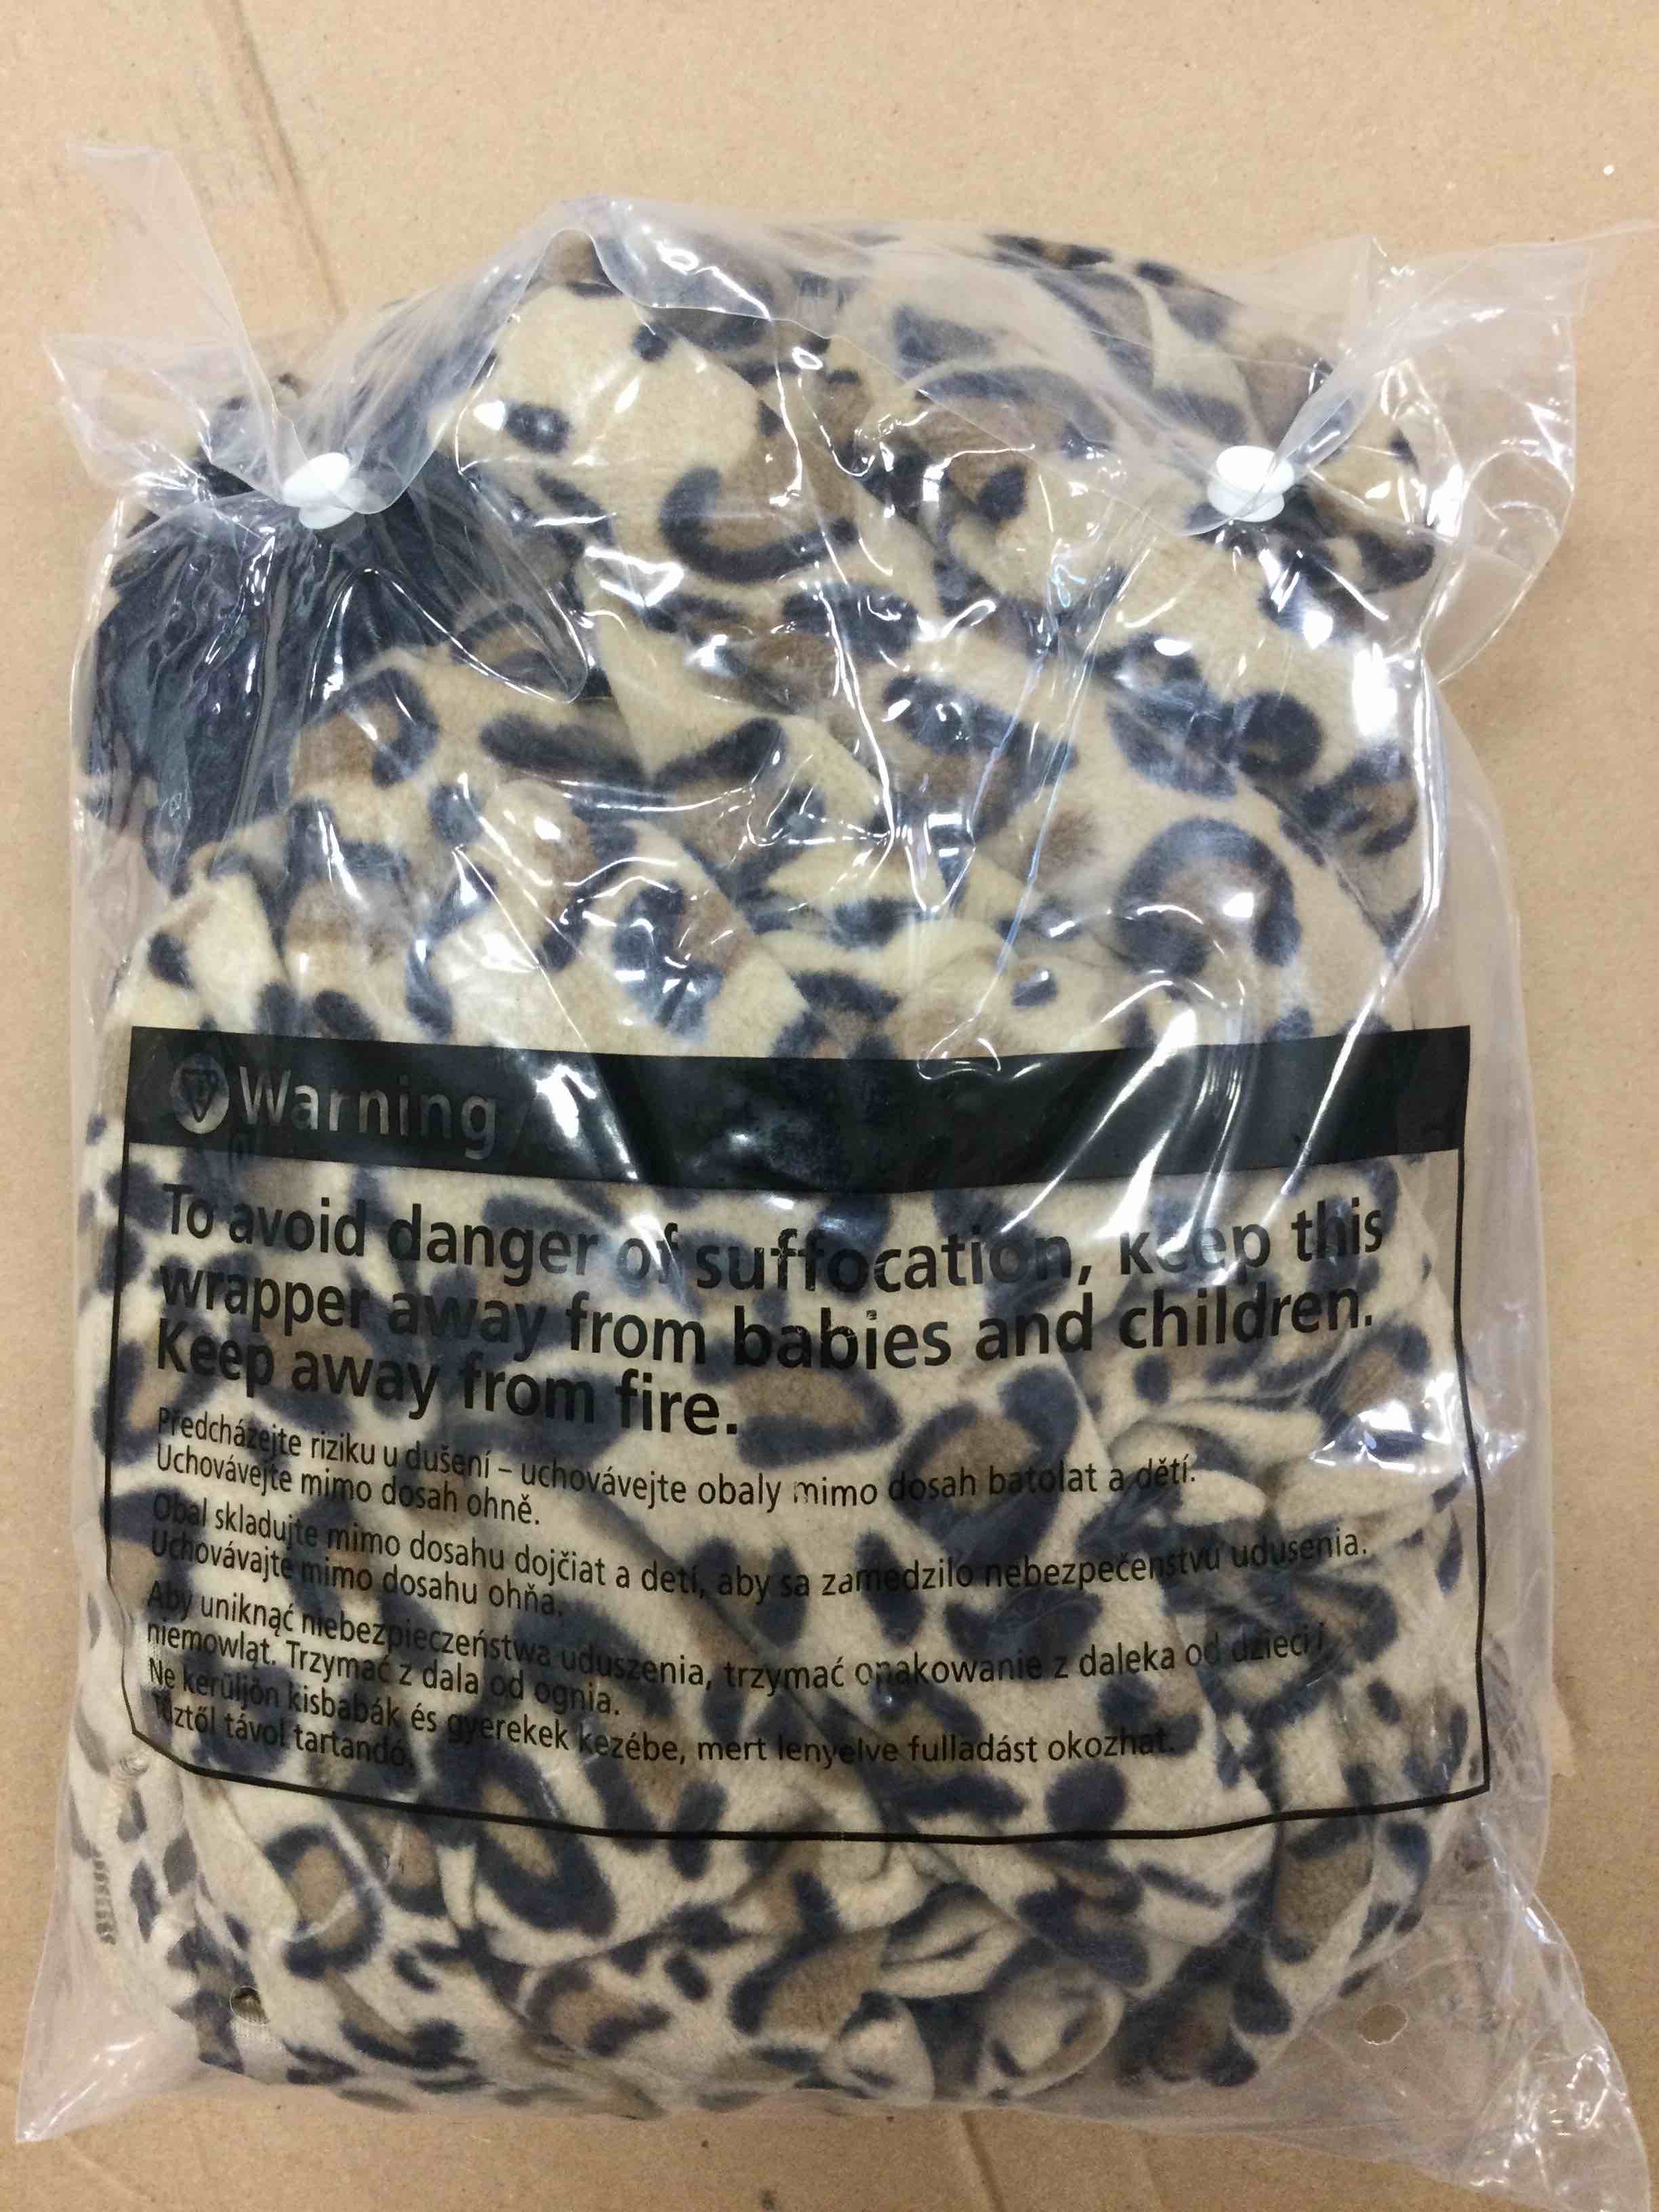 Warning
To avoid danger of suffocation, keep this
wrapper away from babies and children.
Keep away from fire.
Předcházejte riziku u dušení – uchovávejte obaly mimo dosah batolat a dětí.
Uchovávejte mimo dosah ohně.
Obal skladujte mimo dosahu dojčiat a detí, aby sa zamedzilo nebezpečenstvu udusenia.
Uchovávajte mimo dosahu ohňa.
Aby uniknąć niebezpieczeństwa uduszenia, trzymać opakowanie z daleka od dzieci i
niemowląt. Trzymać z dala od ognia.
Ne kerüljön kisbabák és gyerekek kezébe, mert lenyelve fulladást okozhat.
Tűztől távol tartandó.